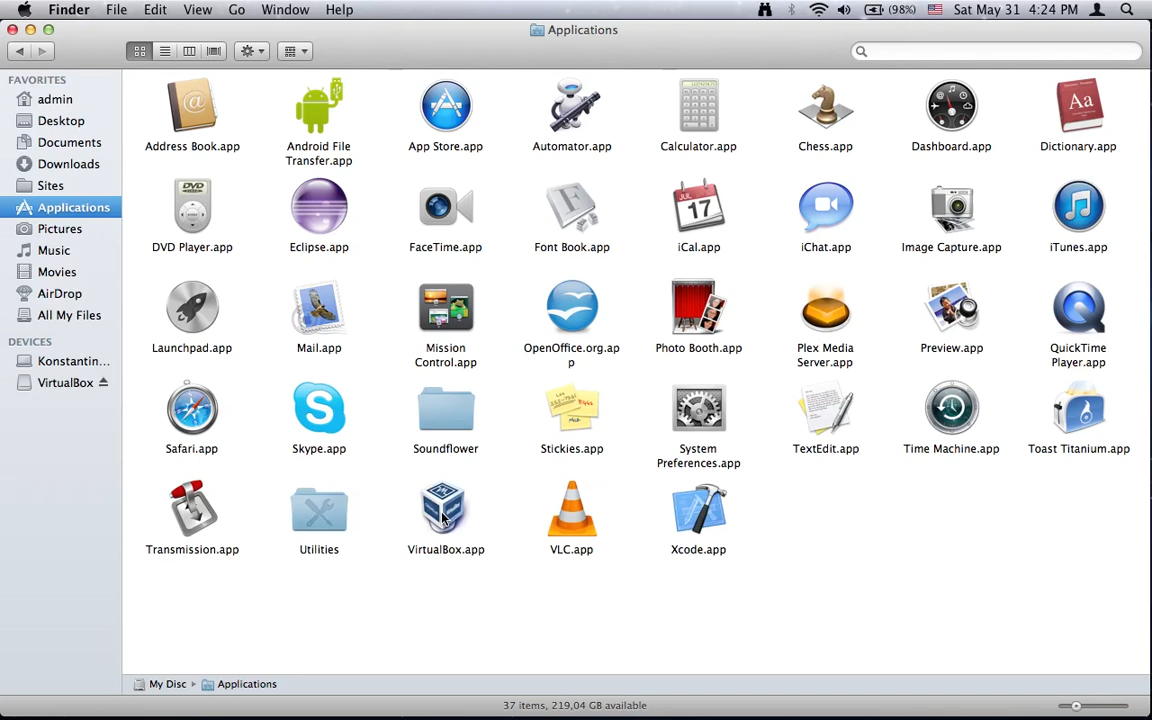 Finder File Edit View Go Window Help (98%) Sat May 31 4:24 PM
Applications
FAVORITES
admin
Desktop
Documents
Downloads
Sites
Applications
Pictures
Music
Movies
AirDrop
All My Files
DEVICES
Konstantin...
VirtualBox
Address Book.app
Android File
Transfer.app
App Store.app
Automator.app
Calculator.app
Chess.app
Dashboard.app
Aa
Dictionary.app
DVD
DVD Player.app
Eclipse.app
FaceTime.app
F
Font Book.app
JUL
17
iCal.app
iChat.app
Image Capture.app
iTunes.app
Launchpad.app
Mail.app
Mission
Control.app
OpenOffice.org.ap
p
Photo Booth.app
Plex Media
Server.app
Preview.app
QuickTime
Player.app
Safari.app
Skype.app
Soundflower
Stickies.app
System
Preferences.app
TextEdit.app
Time Machine.app
Toast Titanium.app
Transmission.app
Utilities
VirtualBox.app
VLC.app
Xcode.app
My Disc ▸ Applications
37 items, 219,04 GB available